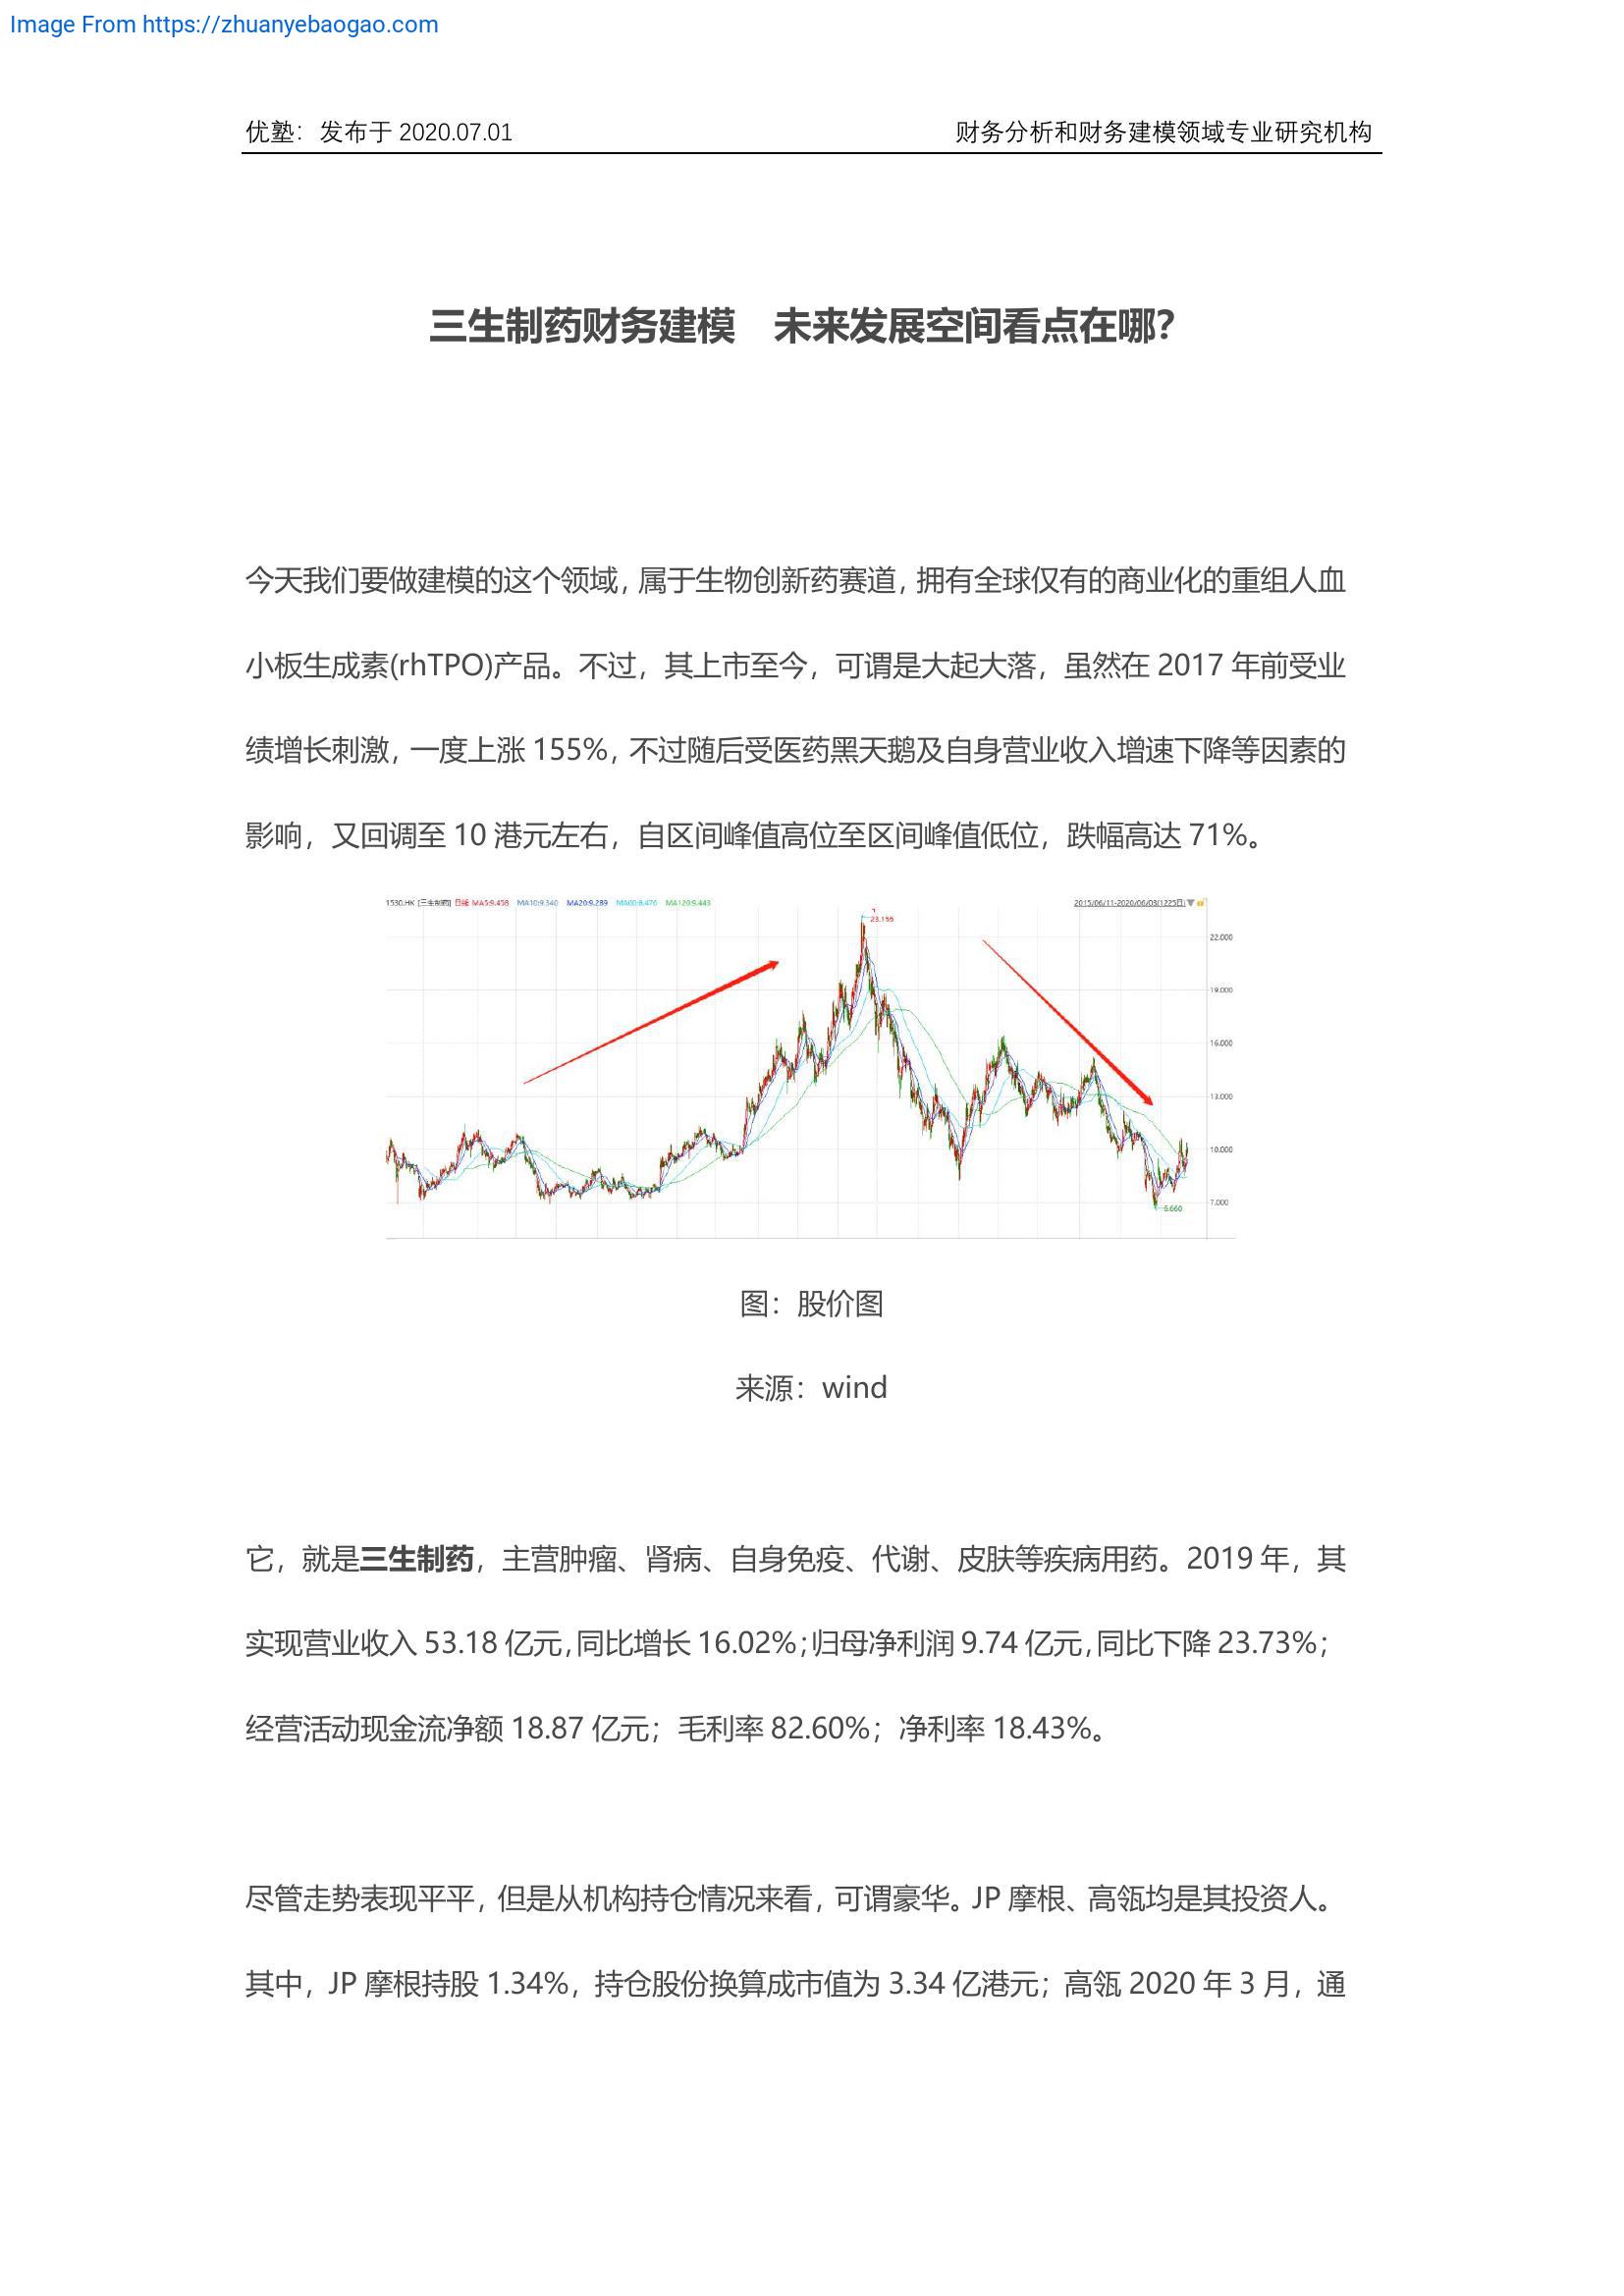 Image From https://zhuanyebaogao.com
优塾：发布于 2020.07.01
财务分析和财务建模领域专业研究机构
三生制药财务建模 未来发展空间看点在哪？
今天我们要做建模的这个领域，属于生物创新药赛道，拥有全球仅有的商业化的重组人血
小板生成素(rhTPO)产品。不过，其上市至今，可谓是大起大落，虽然在 2017 年前受业
绩增长刺激，一度上涨 155%，不过随后受医药黑天鹅及自身营业收入增速下降等因素的
影响，又回调至 10 港元左右，自区间峰值高位至区间峰值低位，跌幅高达 71%。
1530.HK [三生制药] 日线 MA5:9.458 MA10:9.340 MA20:9.289 MA60:8.476 MA120:9.443
2015/06/11-2020/06/03(1225日)
23.155
22.000
19.000
16.000
13.000
10.000
7.000
6.660
图：股价图
来源：wind
它，就是三生制药，主营肿瘤、肾病、自身免疫、代谢、皮肤等疾病用药。2019 年，其
实现营业收入 53.18 亿元，同比增长 16.02%；归母净利润 9.74 亿元，同比下降 23.73%；
经营活动现金流净额 18.87 亿元；毛利率 82.60%；净利率 18.43%。
尽管走势表现平平，但是从机构持仓情况来看，可谓豪华。JP 摩根、高瓴均是其投资人。
其中，JP 摩根持股 1.34%，持仓股份换算成市值为 3.34 亿港元；高瓴 2020 年 3 月，通